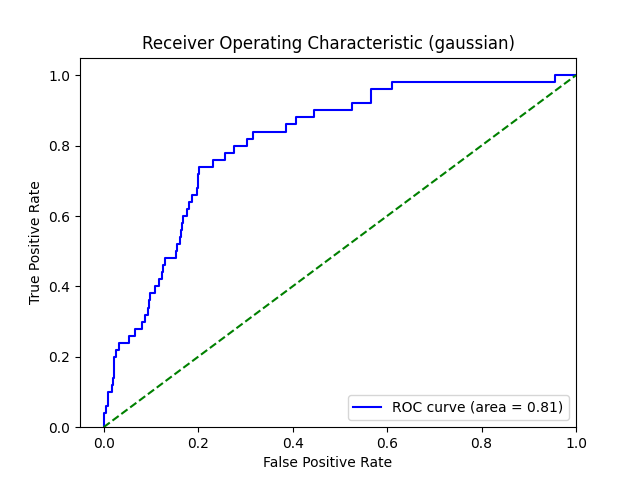 Receiver Operating Characteristic (gaussian)
1.0
0.8
0.6
0.4
0.2
0.0
True Positive Rate
ROC curve (area = 0.81)
0.0 0.2 0.4 0.6 0.8 1.0
False Positive Rate